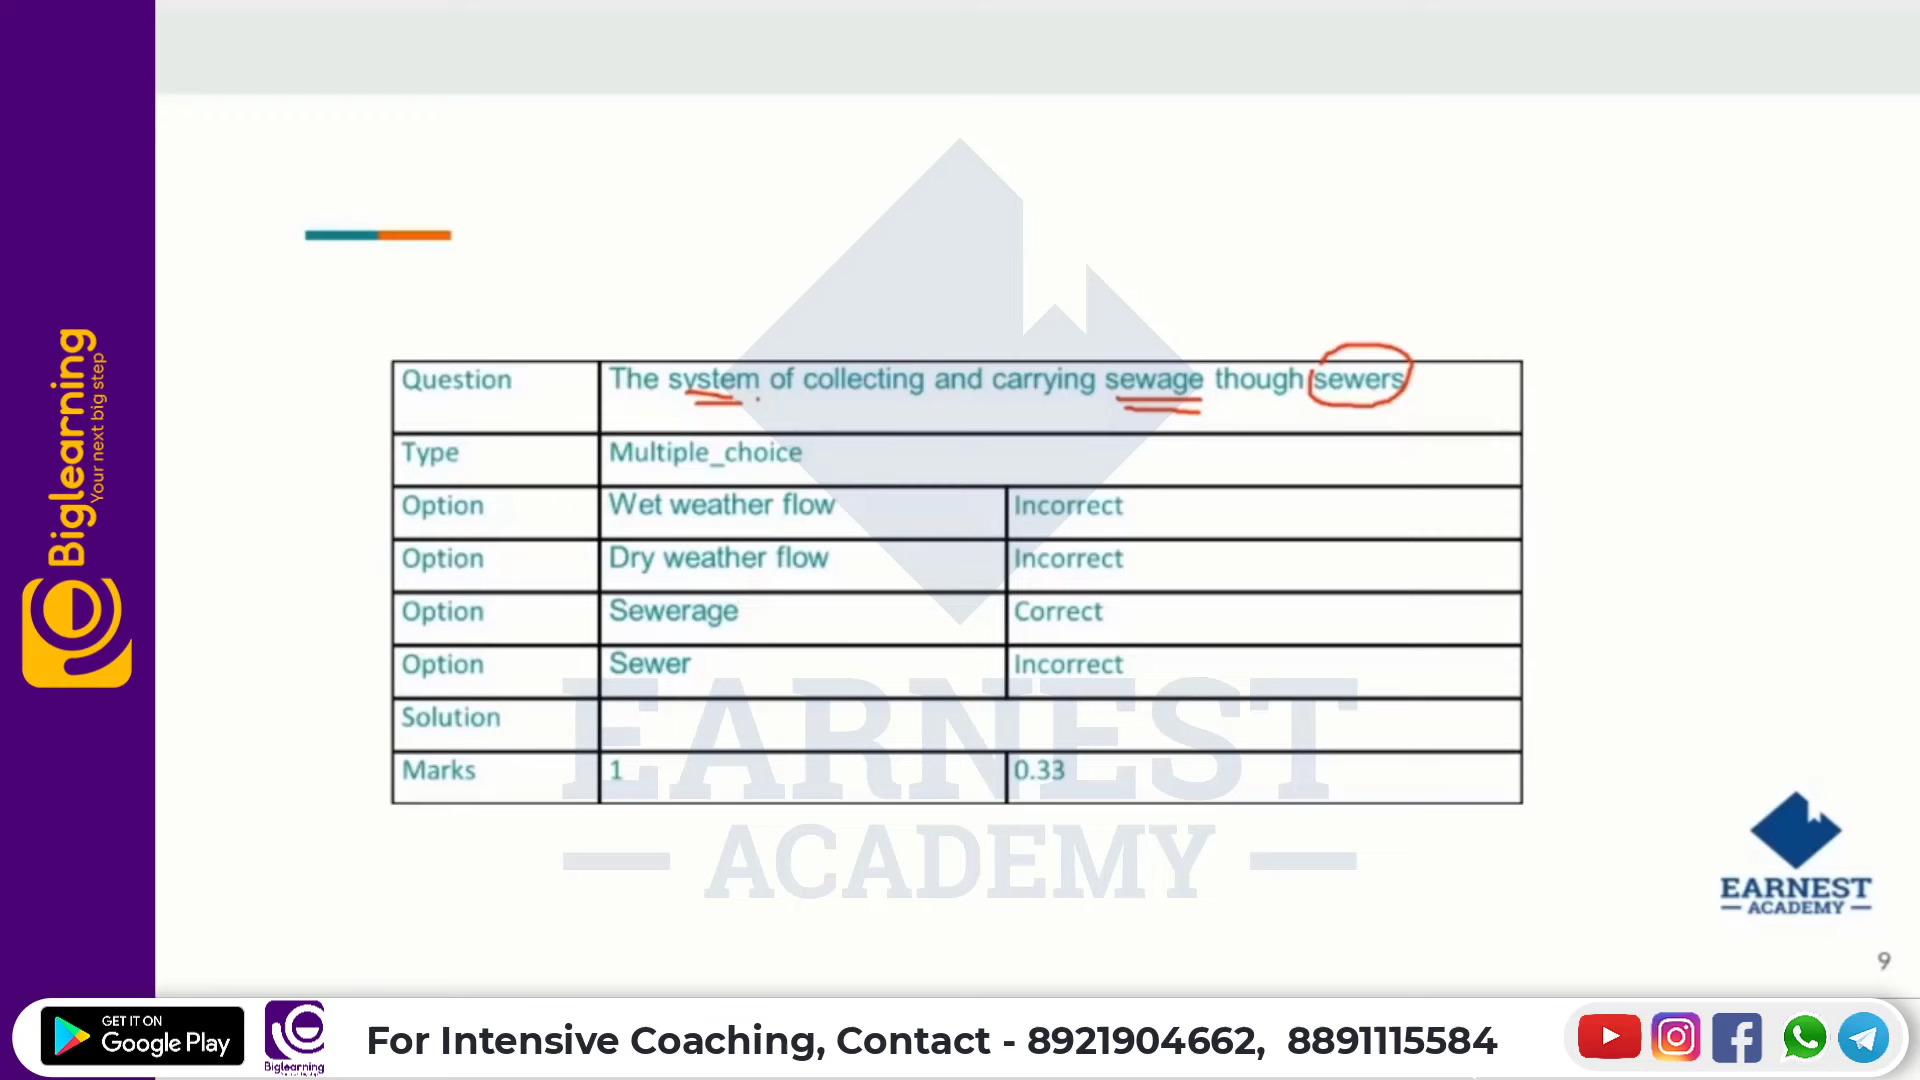 Biglearning
Your next big step
Question
The system of collecting and carrying sewage though sewers
Type
Multiple_choice
Option
Wet weather flow
Incorrect
Option
Dry weather flow
Incorrect
Option
Sewerage
Correct
Option
Sewer
Incorrect
Solution
Marks
1
0.33
EARNEST
ACADEMY
EARNEST
ACADEMY
9
GET IT ON
Google Play
Biglearning
For Intensive Coaching, Contact - 8921904662, 8891115584